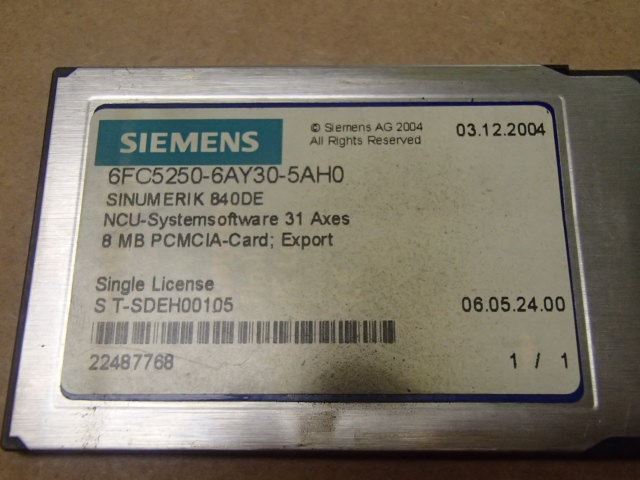 SIEMENS
© Siemens AG 2004
All Rights Reserved
03.12.2004
6FC5250-6AY30-5AH0
SINUMERIK 840DE
NCU-Systemsoftware 31 Axes
8 MB PCMCIA-Card; Export
Single License
S T-SDEH00105
06.05.24.00
22487768
1 / 1